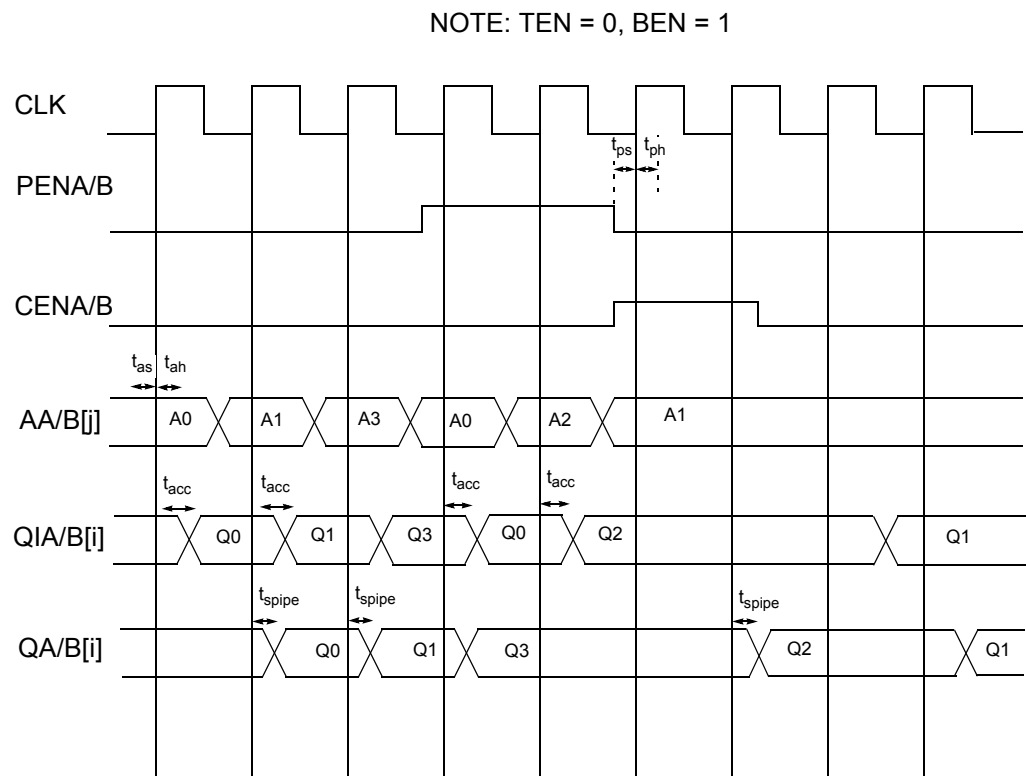 NOTE: TEN = 0, BEN = 1
CLK
tps tph
PENA/B
CENA/B
tas tah
AA/B[j] A0 A1 A3 A0 A2 A1
tacc tacc tacc tacc
QIA/B[i] Q0 Q1 Q3 Q0 Q2 Q1
tspipe tspipe tspipe
QA/B[i] Q0 Q1 Q3 Q2 Q1